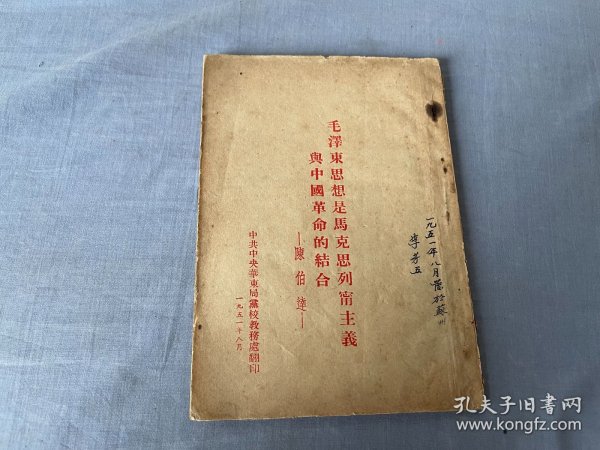 毛澤東思想是馬克思列甯主義
與中國革命的結合
—陳伯達—
中共中央華東局黨校教務處翻印
一九五一年八月
一九五一年八月 於蘇州
李芳五
孔夫子旧书网
www.kongfz.com